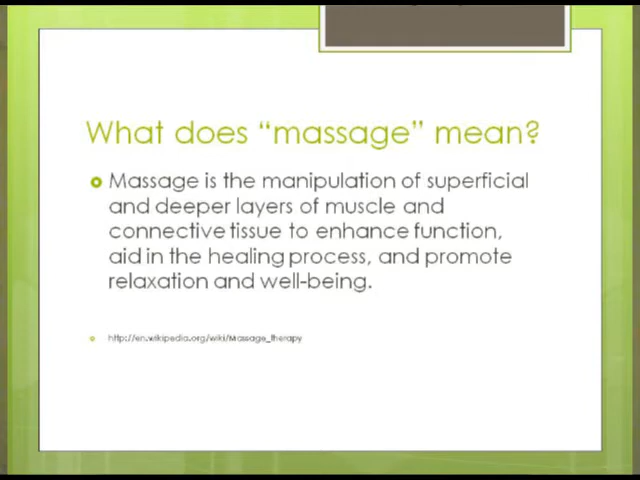 What does “massage” mean?
Massage is the manipulation of superficial
and deeper layers of muscle and
connective tissue to enhance function,
aid in the healing process, and promote
relaxation and well-being.
http://en.wikipedia.org/wiki/Massage_therapy